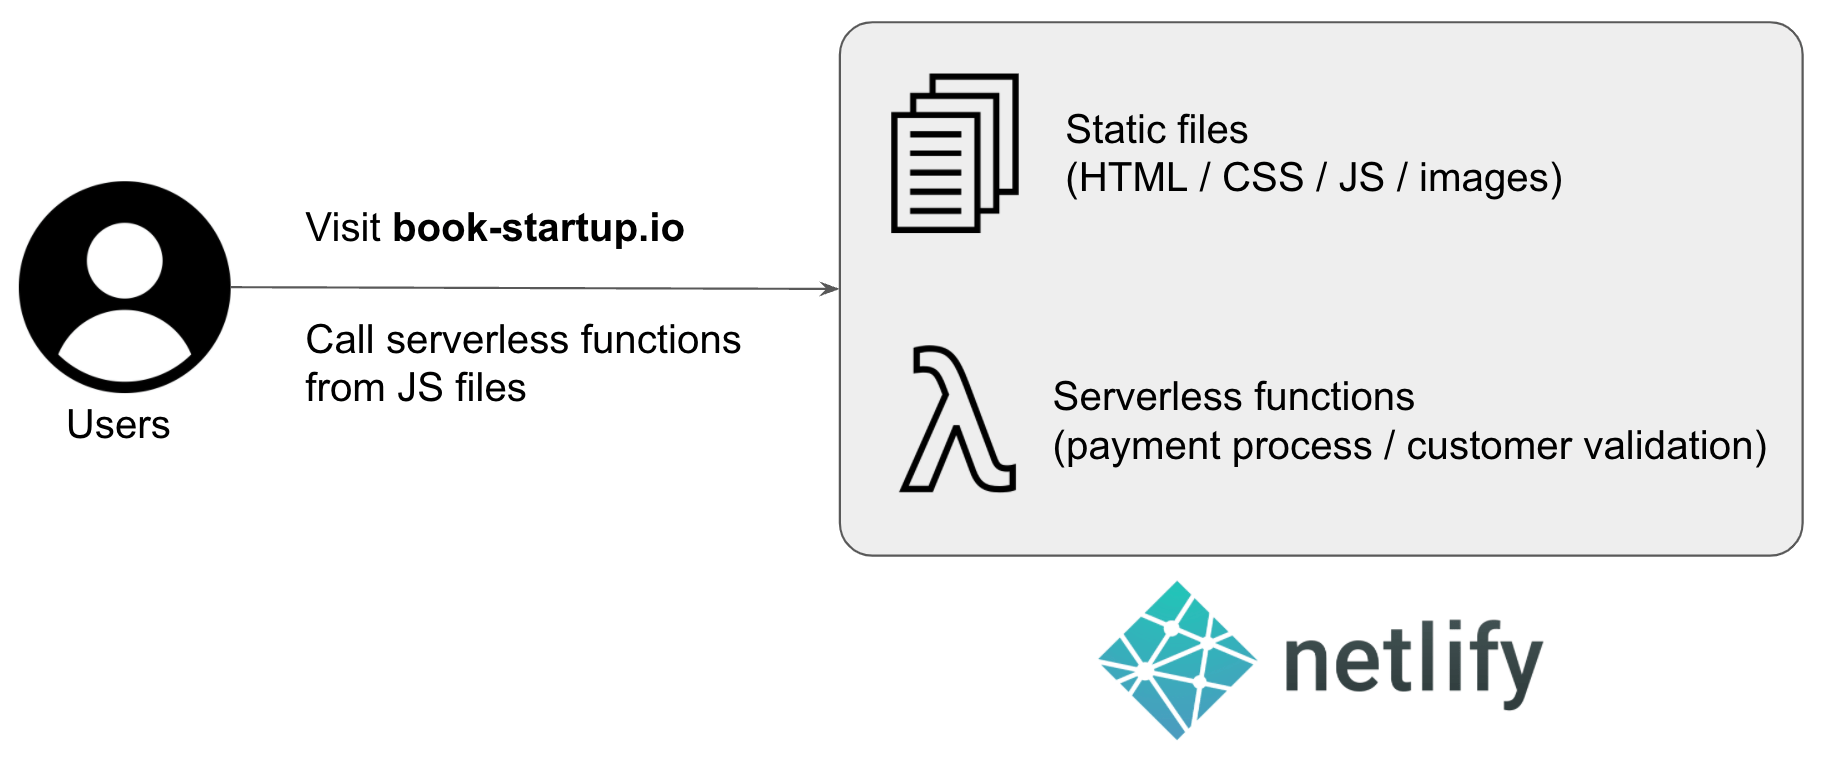 Static files
(HTML / CSS / JS / images)
Visit book-startup.io
Call serverless functions
from JS files
Users
Serverless functions
(payment process / customer validation)
netlify